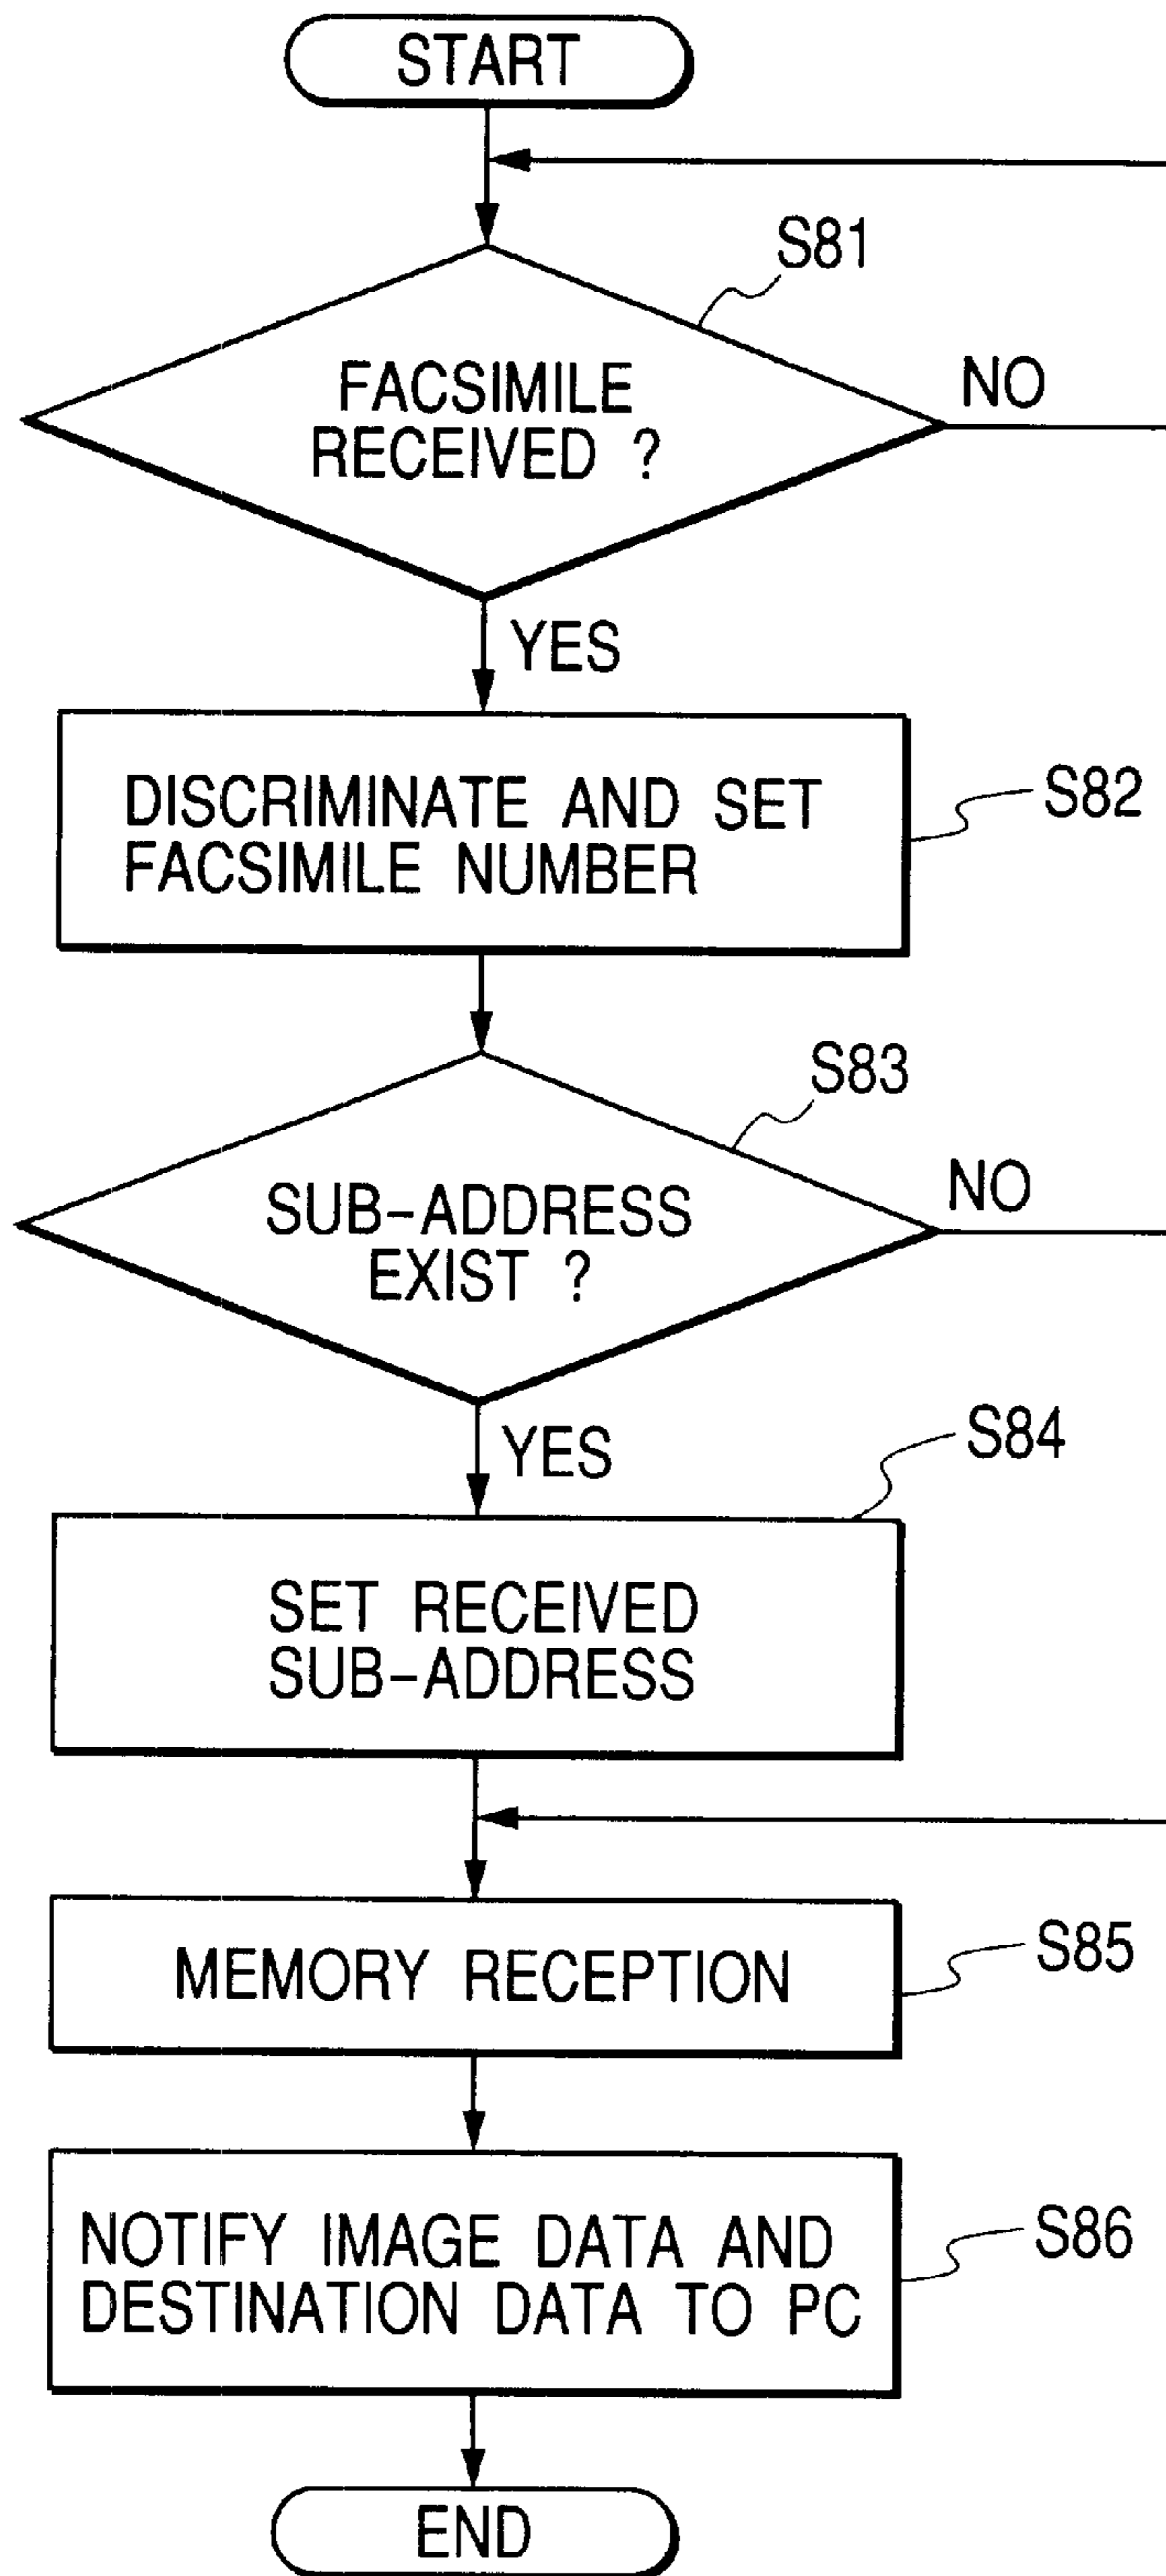 START
S81
FACSIMILE
RECEIVED ?
NO
YES
DISCRIMINATE AND SET
FACSIMILE NUMBER
S82
S83
SUB-ADDRESS
EXIST ?
NO
YES
S84
SET RECEIVED
SUB-ADDRESS
MEMORY RECEPTION
S85
NOTIFY IMAGE DATA AND
DESTINATION DATA TO PC
S86
END